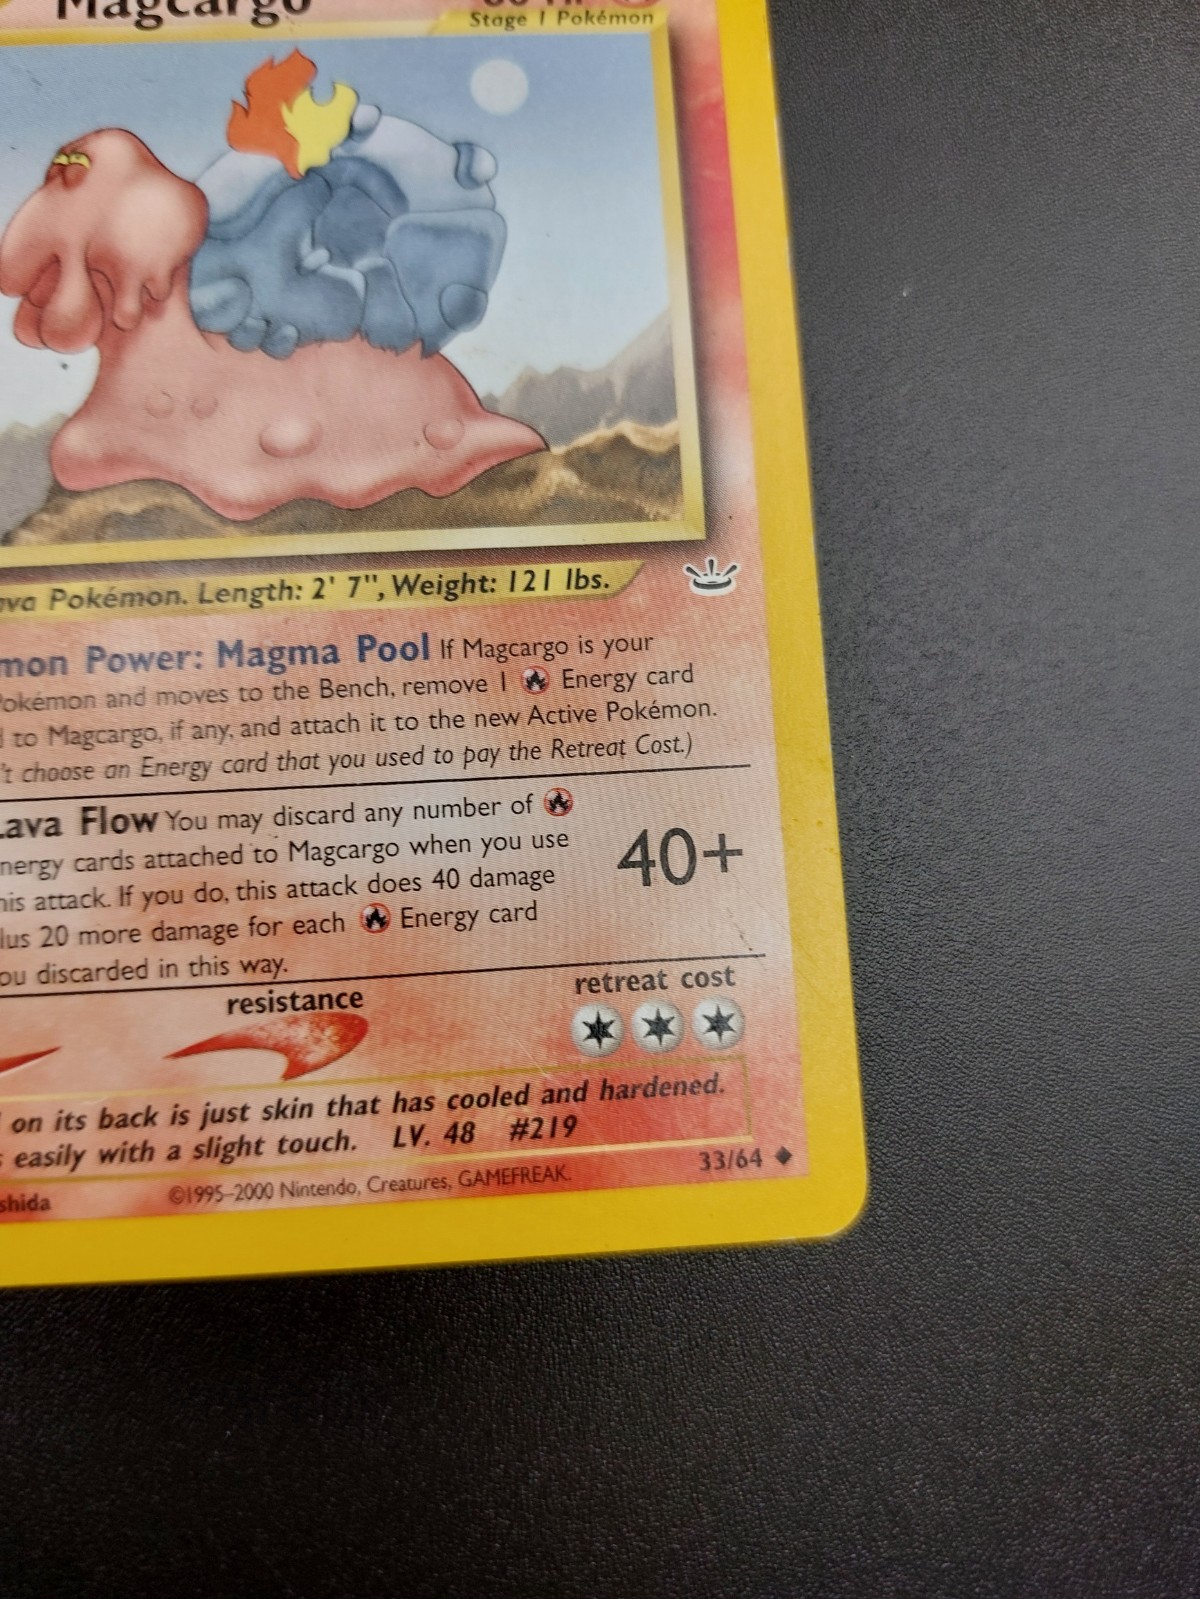 Magcargo
Stage 1 Pokémon
Pokémon. Length: 2' 7", Weight: 121 lbs.
mon Power: Magma Pool If Magcargo is your
Pokémon and moves to the Bench, remove 1 Energy card
to Magcargo, if any, and attach it to the new Active Pokémon.
't choose an Energy card that you used to pay the Retreat Cost.)
Lava Flow You may discard any number of
nergy cards attached to Magcargo when you use
his attack. If you do, this attack does 40 damage
lus 20 more damage for each Energy card
ou discarded in this way.
40+
resistance
retreat cost
on its back is just skin that has cooled and hardened.
easily with a slight touch. LV. 48 #219
33/64
shida
©1995–2000 Nintendo, Creatures, GAMEFREAK.